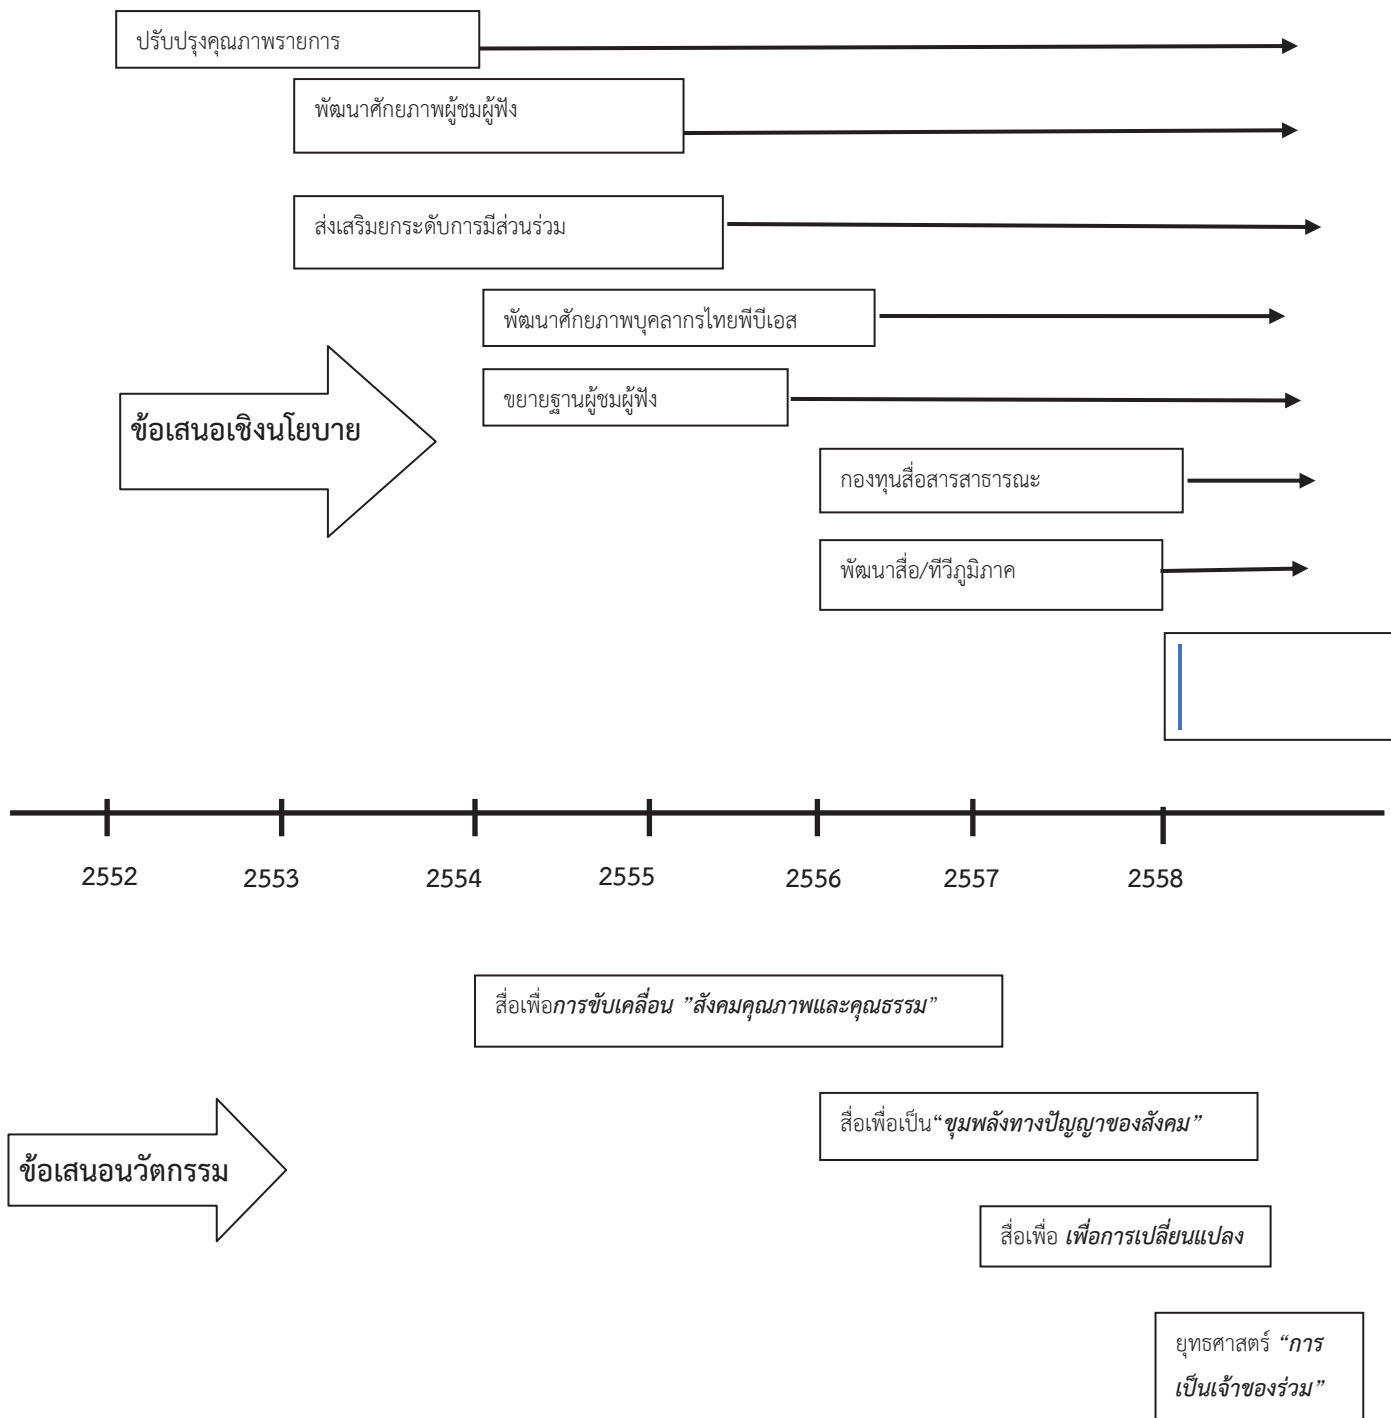 ปรับปรุงคุณภาพรายการ
พัฒนาศักยภาพผู้ชมผู้ฟัง
ส่งเสริมยกระดับการมีส่วนร่วม
พัฒนาศักยภาพบุคลากรไทยพีบีเอส
ขยายฐานผู้ชมผู้ฟัง
ข้อเสนอเชิงนโยบาย
กองทุนสื่อสารสาธารณะ
พัฒนาสื่อ/ทีวีภูมิภาค
2552 2553 2554 2555 2556 2557 2558
สื่อเพื่อการขับเคลื่อน ”สังคมคุณภาพและคุณธรรม”
สื่อเพื่อเป็น“ขุมพลังทางปัญญาของสังคม”
ข้อเสนอนวัตกรรม
สื่อเพื่อ เพื่อการเปลี่ยนแปลง
ยุทธศาสตร์ “การ
เป็นเจ้าของร่วม”